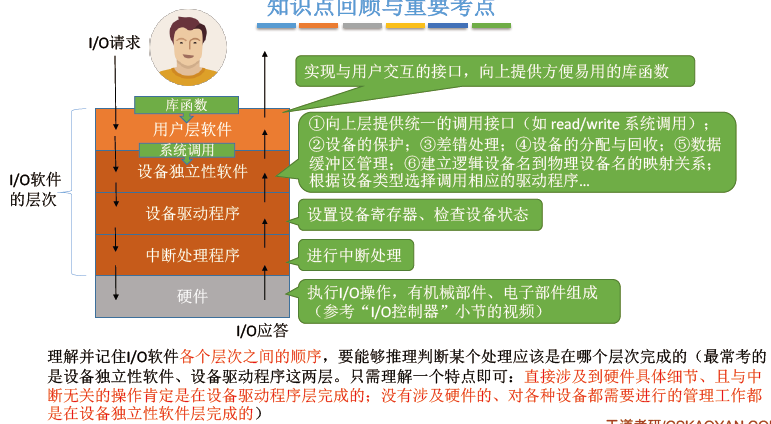 知识点回顾与重要考点
I/O请求
实现与用户交互的接口，向上提供方便易用的库函数
库函数
用户层软件
①向上层提供统一的调用接口（如 read/write 系统调用）；
②设备的保护；③差错处理；④设备的分配与回收；⑤数据
缓冲区管理；⑥建立逻辑设备名到物理设备名的映射关系；
根据设备类型选择调用相应的驱动程序...
系统调用
设备独立性软件
I/O软件
的层次
设备驱动程序
设置设备寄存器、检查设备状态
中断处理程序
进行中断处理
硬件
执行I/O操作，有机械部件、电子部件组成
（参考“I/O控制器”小节的视频）
I/O应答
理解并记住I/O软件各个层次之间的顺序，要能够推理判断某个处理应该是在哪个层次完成的（最常考的
是设备独立性软件、设备驱动程序这两层。只需理解一个特点即可：直接涉及到硬件具体细节、且与中
断无关的操作肯定是在设备驱动程序层完成的；没有涉及硬件的、对各种设备都需要进行的管理工作都
是在设备独立性软件层完成的）